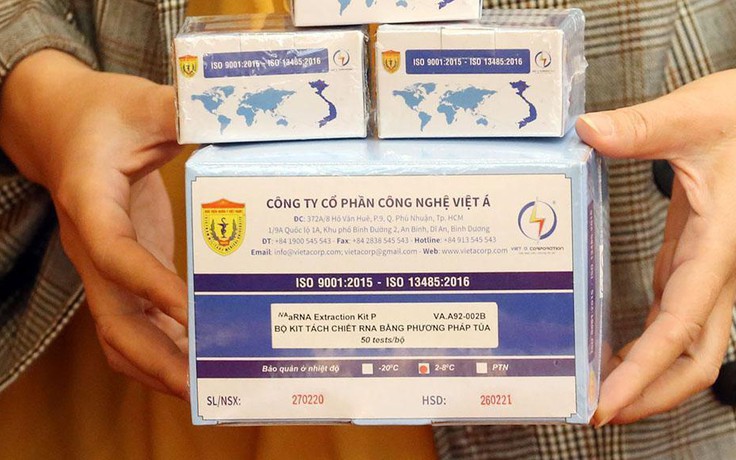 ISO 9001:2015 - ISO 13485:2016
ISO 9001:2015 - ISO 13485:2016
CÔNG TY CỔ PHẦN CÔNG NGHỆ VIỆT Á
ĐC: 372A/8 Hồ Văn Huê, P.9, Q. Phú Nhuận, Tp. HCM
1/9A Quốc lộ 1A, Khu phố Bình Đường 2, An Bình, Dĩ An, Bình Dương
ĐT: +84 1900 545 543 - Fax: +84 2838 545 543 - Hotline: +84 913 545 543
Email: info@vietacorp.com; vietacorp@gmail.com - Web: www.vietacorp.com
VIET A CORPORATION
ISO 9001:2015 - ISO 13485:2016
VAaRNA Extraction Kit P VA.A92-002B
BỘ KIT TÁCH CHIẾT RNA BẰNG PHƯƠNG PHÁP TỦA
50 tests/bộ
Bảo quản ở nhiệt độ -20°C 2-8°C PTN
SL/NSX: 270220 HSD: 260221